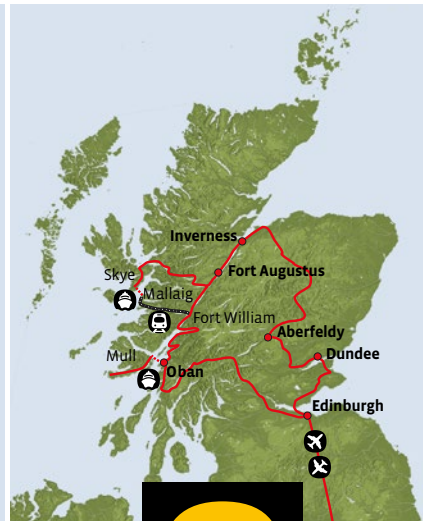 Inverness
Fort Augustus
Skye
Mallaig
Fort William
Aberfeldy
Dundee
Mull
Oban
Edinburgh